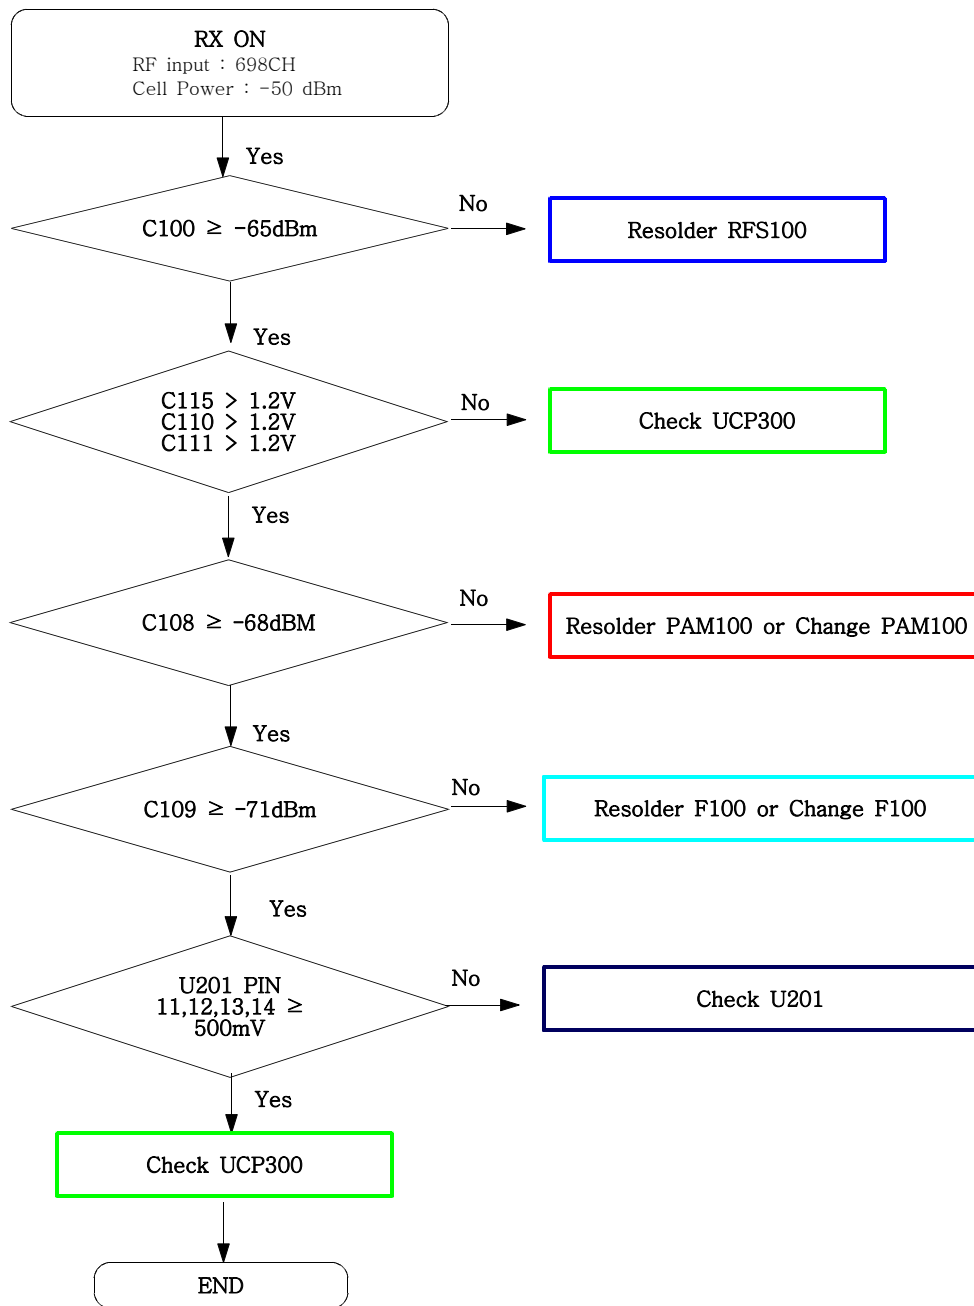 RX ON
RF input : 698CH
Cell Power : -50 dBm
Yes
C100 ≥ -65dBm
No
Resolder RFS100
Yes
C115 > 1.2V
C110 > 1.2V
C111 > 1.2V
No
Check UCP300
Yes
C108 ≥ -68dBM
No
Resolder PAM100 or Change PAM100
Yes
C109 ≥ -71dBm
No
Resolder F100 or Change F100
Yes
U201 PIN
11,12,13,14 ≥
500mV
No
Check U201
Yes
Check UCP300
END